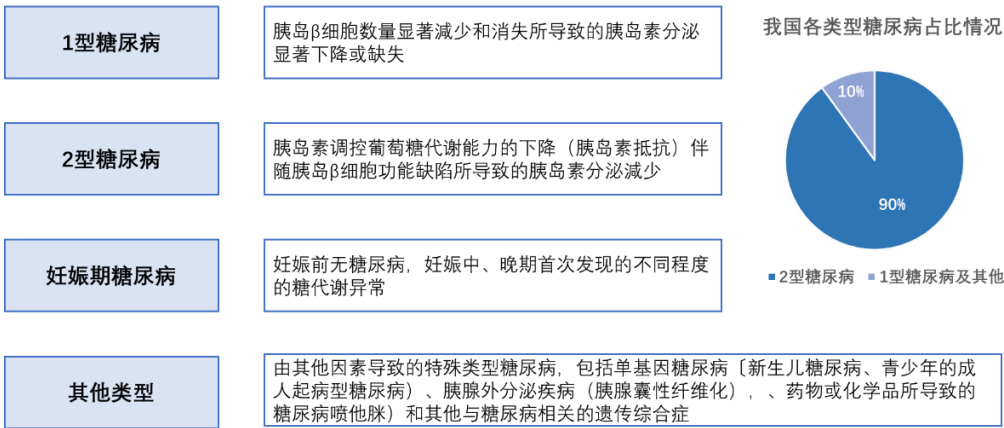 1型糖尿病
胰岛β细胞数量显著减少和消失所导致的胰岛素分泌
显著下降或缺失
2型糖尿病
胰岛素调控葡萄糖代谢能力的下降（胰岛素抵抗）伴
随胰岛β细胞功能缺陷所导致的胰岛素分泌减少
妊娠期糖尿病
妊娠前无糖尿病，妊娠中、晚期首次发现的不同程度
的糖代谢异常
其他类型
由其他因素导致的特殊类型糖尿病，包括单基因糖尿病〔新生儿糖尿病、青少年的成
人起病型糖尿病）、胰腺外分泌疾病（胰腺囊性纤维化），、药物或化学品所导致的
糖尿病喷他脒）和其他与糖尿病相关的遗传综合症
我国各类型糖尿病占比情况
10%
90%
2型糖尿病 1型糖尿病及其他